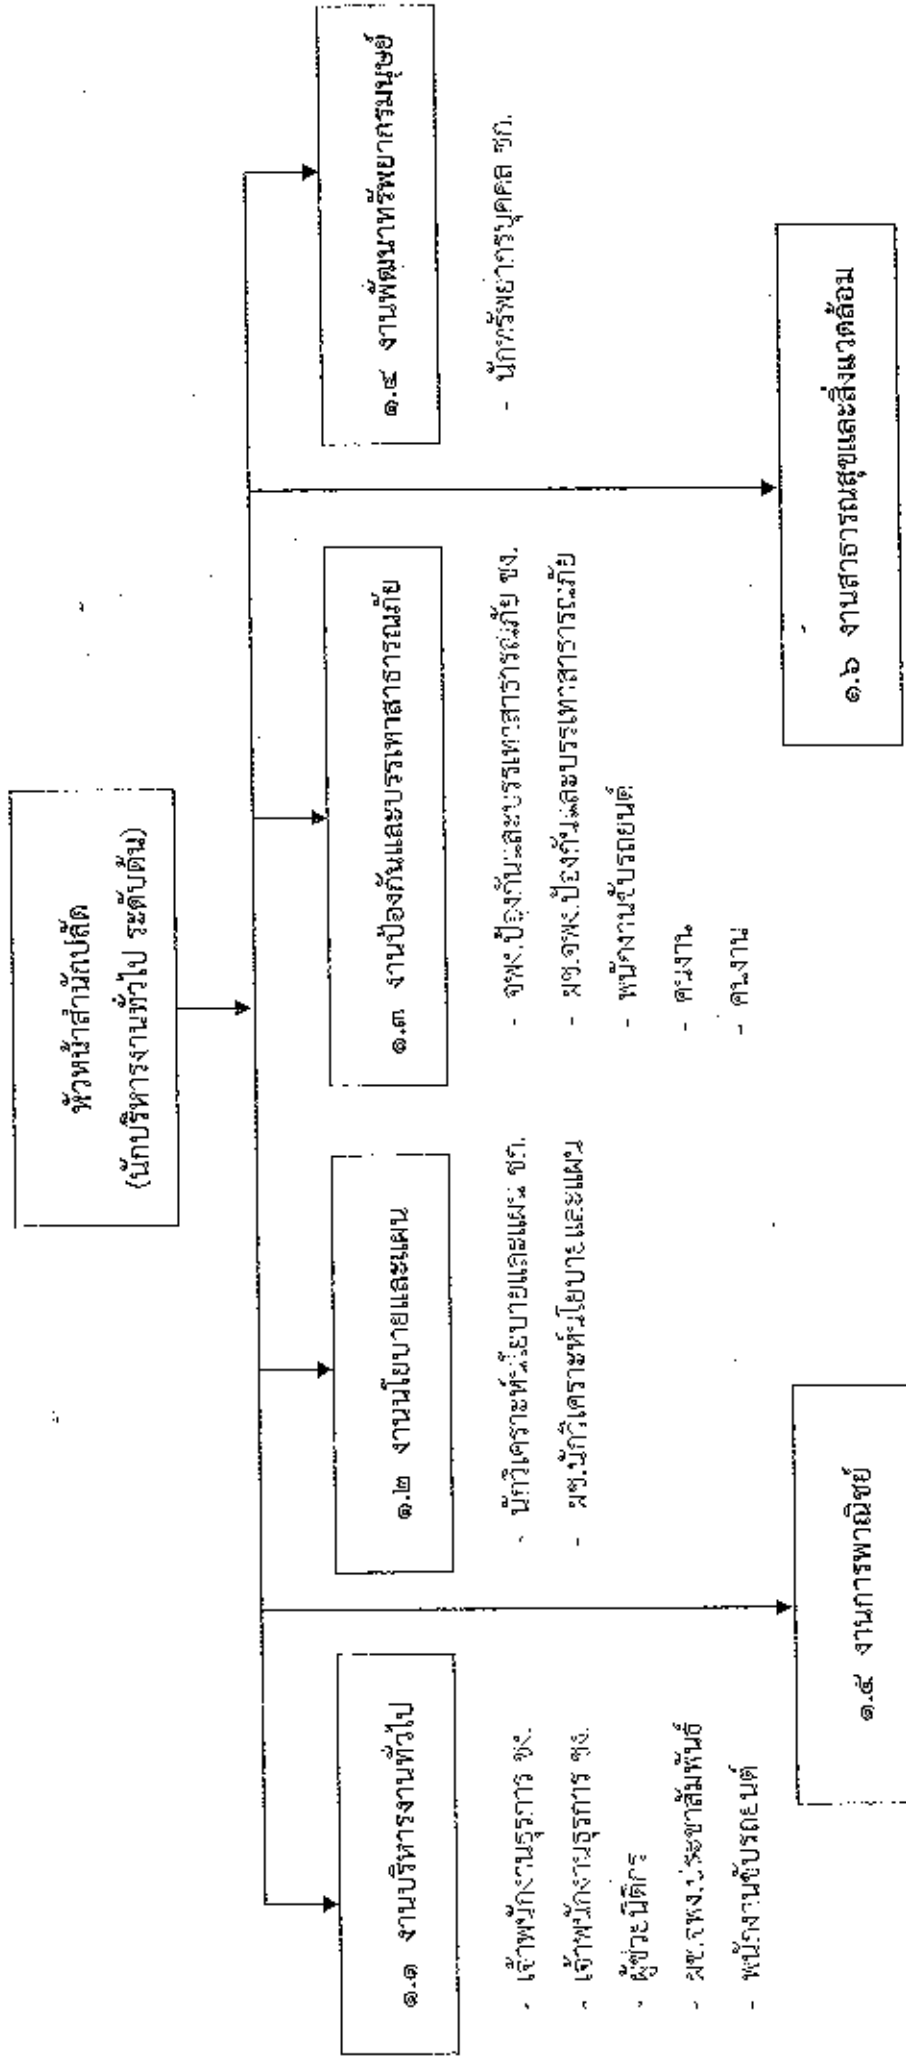 หัวหน้าสำนักปลัด
(นักบริหารงานทั่วไป ระดับต้น)
๑.๑ งานบริหารงานทั่วไป
- เจ้าพนักงานธุรการ ชง.
- เจ้าพนักงานธุรการ ชง.
- ผู้ช่วยนิติกร
- ผช.จพง.ประชาสัมพันธ์
- พนักงานขับรถยนต์
๑.๒ งานนโยบายและแผน
- นักวิเคราะห์นโยบายและแผน ชก.
- ผช.นักวิเคราะห์นโยบายและแผน
๑.๓ งานป้องกันและบรรเทาสาธารณภัย
- จพง.ป้องกันและบรรเทาสาธารณภัย ชง.
- ผช.จพง.ป้องกันและบรรเทาสาธารณภัย
- พนักงานขับรถยนต์
- คนงาน
- คนงาน
๑.๔ งานพัฒนาทรัพยากรมนุษย์
- นักทรัพยากรบุคคล ชก.
๑.๕ งานการพาณิชย์
๑.๖ งานสาธารณสุขและสิ่งแวดล้อม